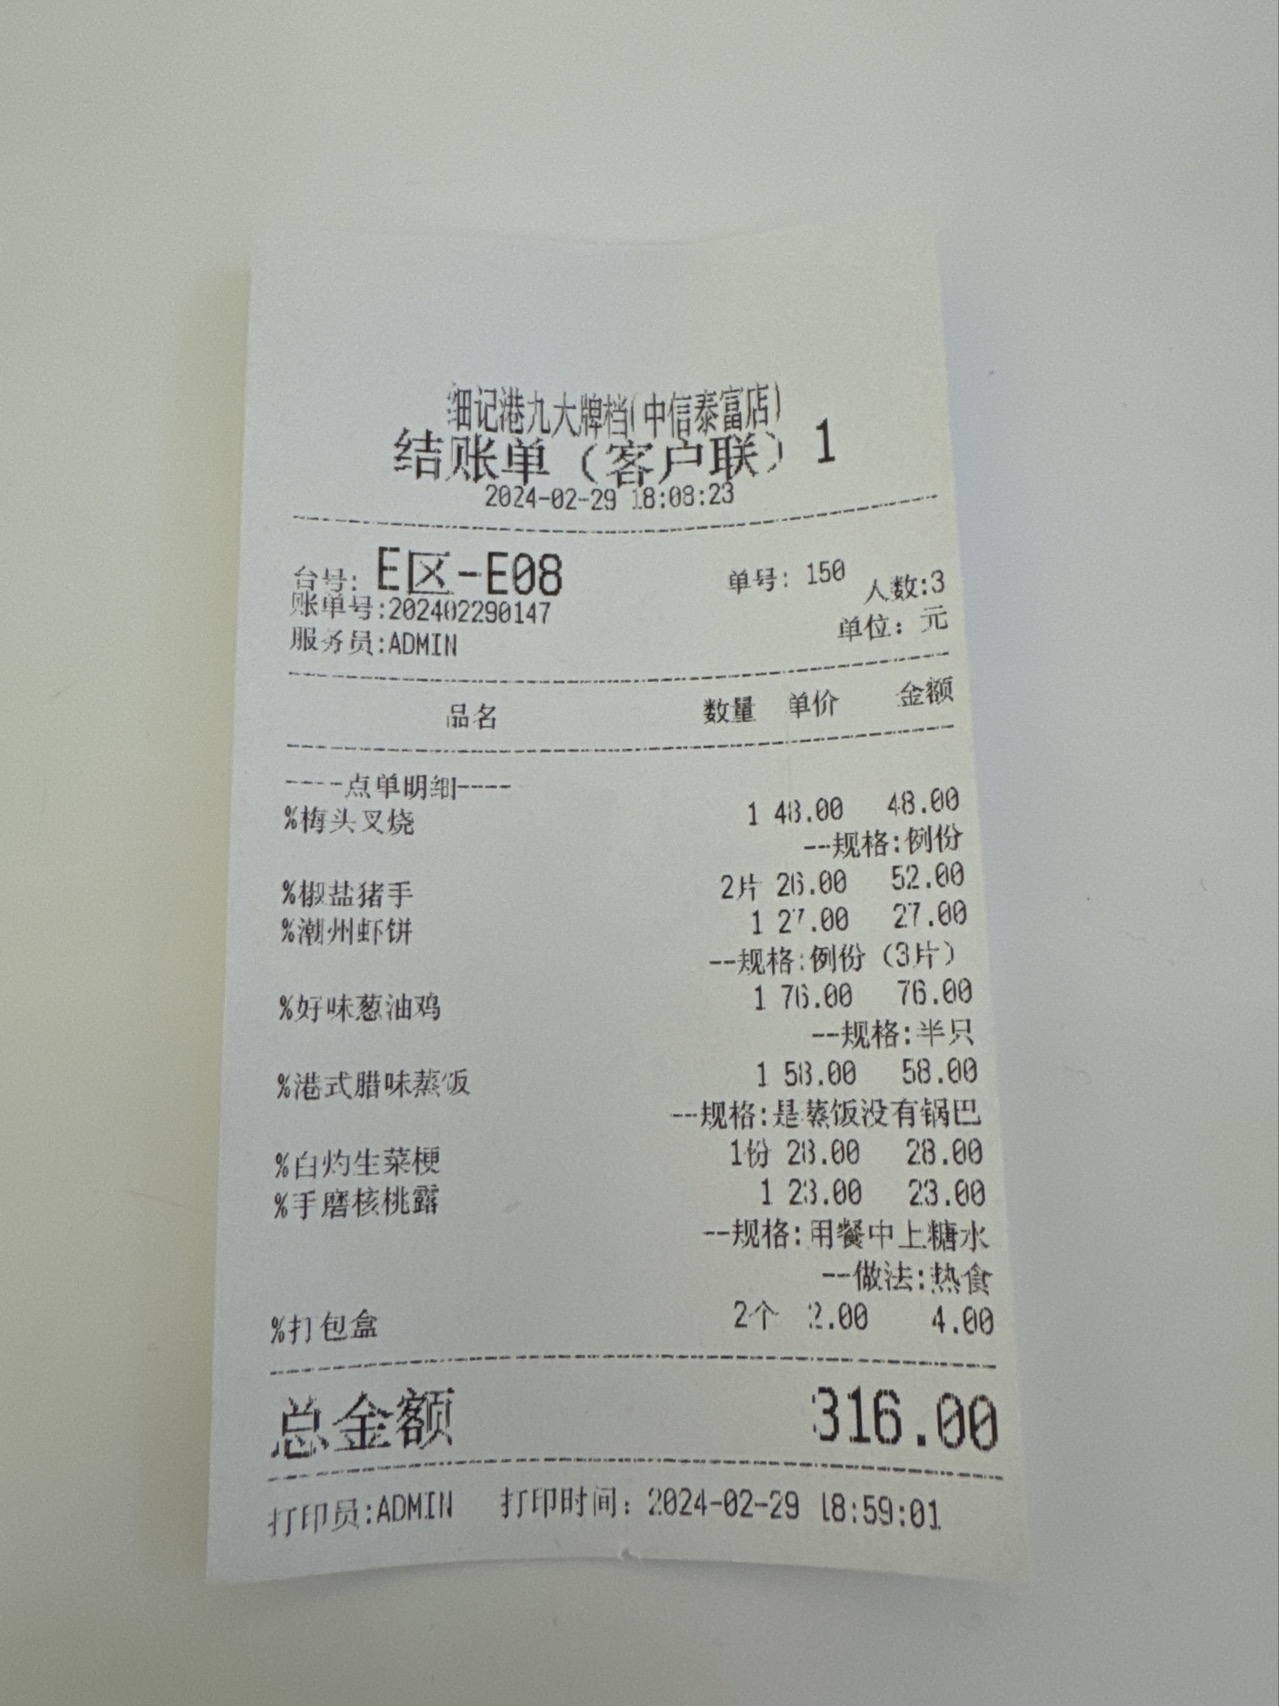 细记港九大牌档(中信泰富店)
结账单（客户联）1
2024-02-29 18:08:23
台号: E区-E08 单号: 150
账单号:202402290147 人数:3
服务员:ADMIN 单位: 元
品名 数量 单价 金额
----点单明细----
%梅头叉烧 1 48.00 48.00
--规格:例份
%椒盐猪手 2片 26.00 52.00
%潮州虾饼 1 27.00 27.00
--规格:例份（3片）
%好味葱油鸡 1 76.00 76.00
--规格:半只
%港式腊味蒸饭 1 58.00 58.00
--规格:是蒸饭没有锅巴
%白灼生菜梗 1份 28.00 28.00
%手磨核桃露 1 23.00 23.00
--规格:用餐中上糖水
--做法:热食
%打包盒 2个 2.00 4.00
总金额 316.00
打印员:ADMIN 打印时间: 2024-02-29 18:59:01